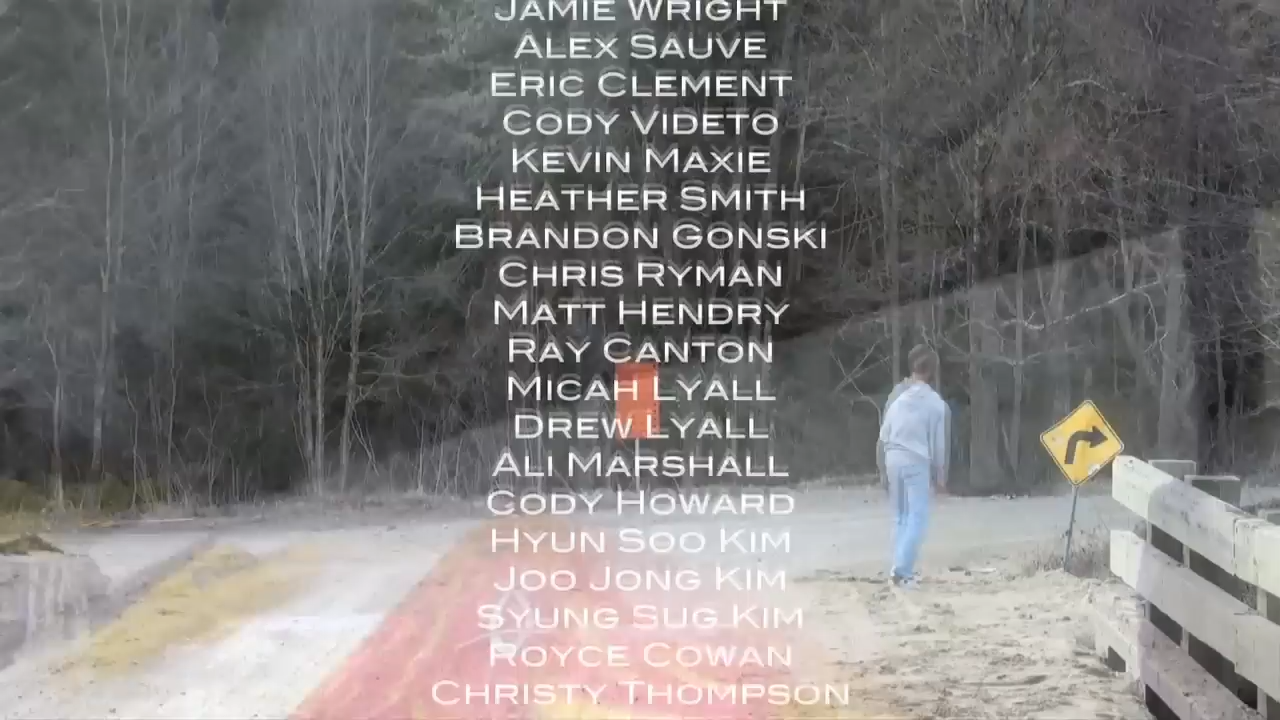 JAMIE WRIGHT
ALEX SAUVE
ERIC CLEMENT
CODY VIDETO
KEVIN MAXIE
HEATHER SMITH
BRANDON GONSKI
CHRIS RYMAN
MATT HENDRY
RAY CANTON
MICAH LYALL
DREW LYALL
ALI MARSHALL
CODY HOWARD
HYUN SOO KIM
JOO JONG KIM
SYUNG SUG KIM
ROYCE COWAN
CHRISTY THOMPSON